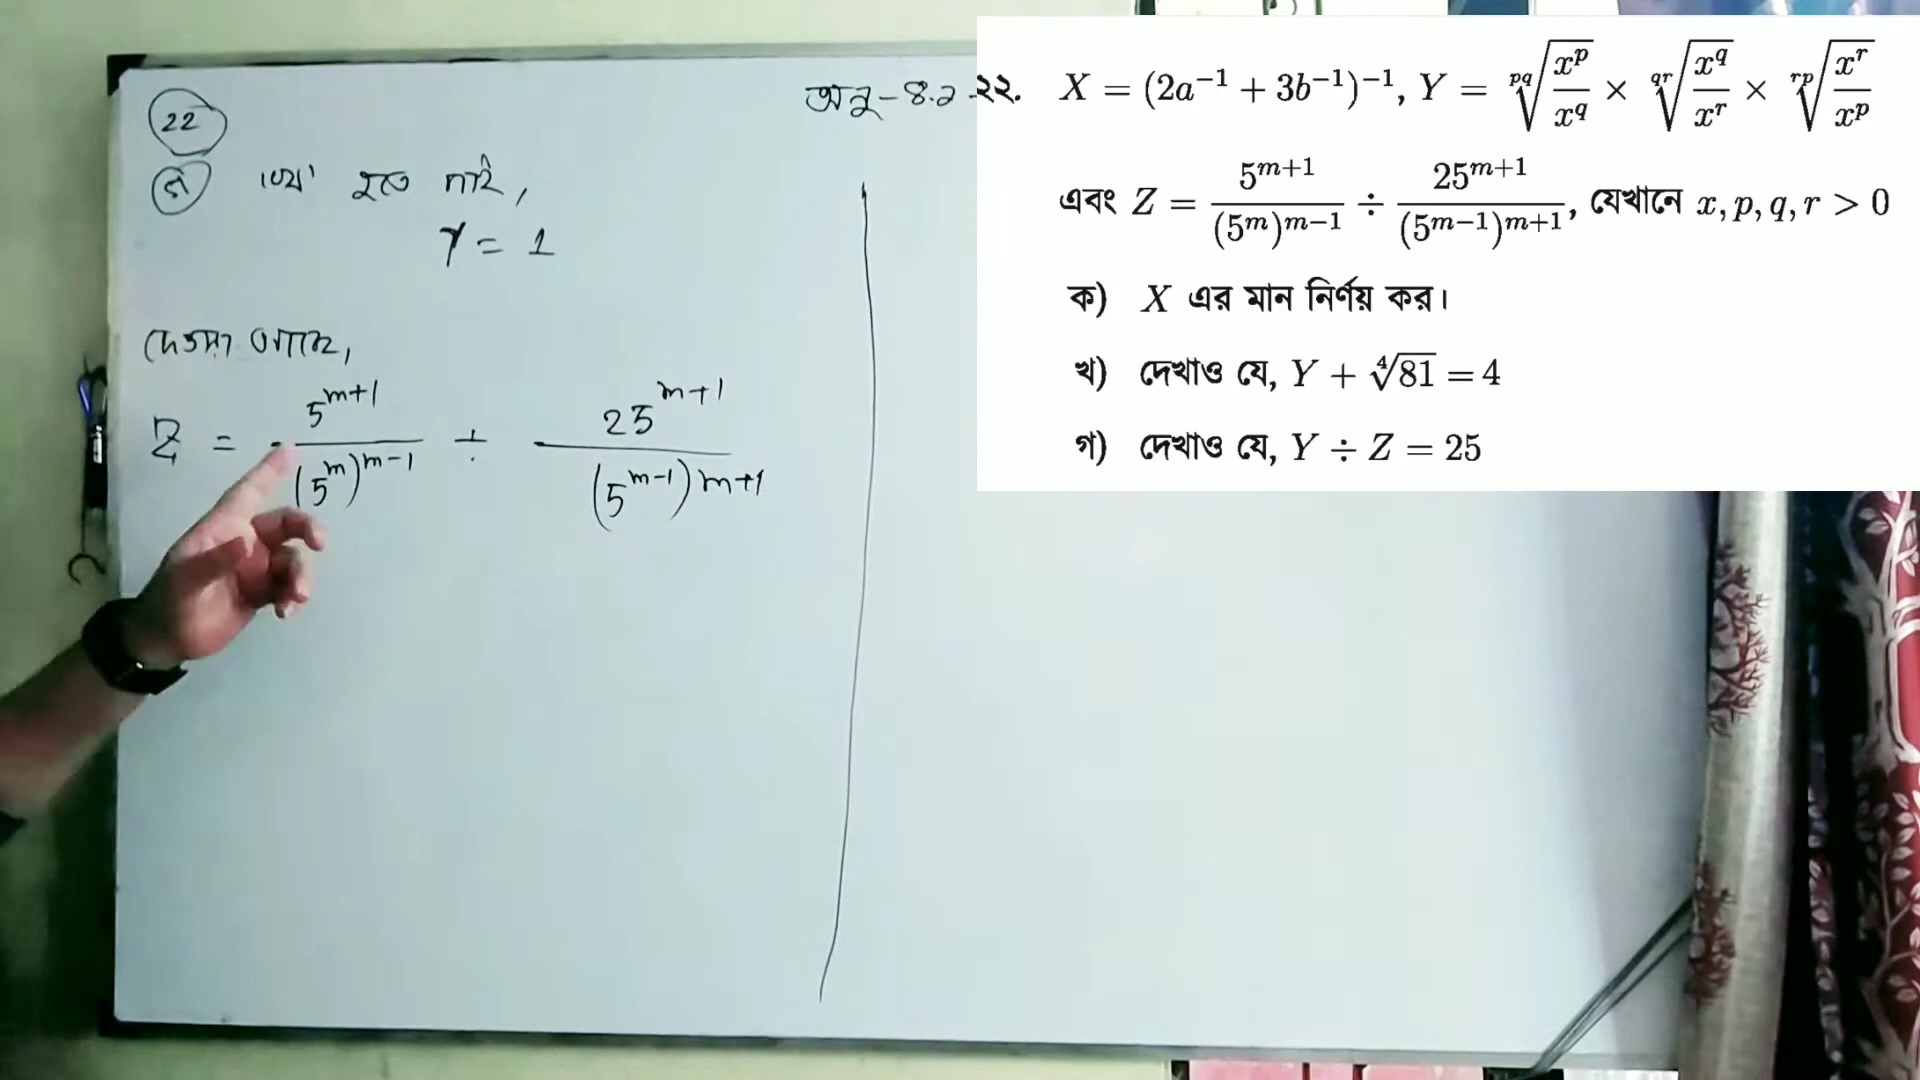 22
গ খ হতে পাই,
Y = 1
দেওয়া আছে,
Z = 5^{m+1} / (5^m)^{m-1} ÷ 25^{m+1} / (5^{m-1})^{m+1}
অনু-৪.২
২২. X = (2a^{-1} + 3b^{-1})^{-1}, Y = \sqrt[pq]{x^p/x^q} × \sqrt[qr]{x^q/x^r} × \sqrt[rp]{x^r/x^p}
এবং Z = 5^{m+1} / (5^m)^{m-1} ÷ 25^{m+1} / (5^{m-1})^{m+1}, যেখানে x, p, q, r > 0
ক) X এর মান নির্ণয় কর।
খ) দেখাও যে, Y + \sqrt[4]{81} = 4
গ) দেখাও যে, Y ÷ Z = 25